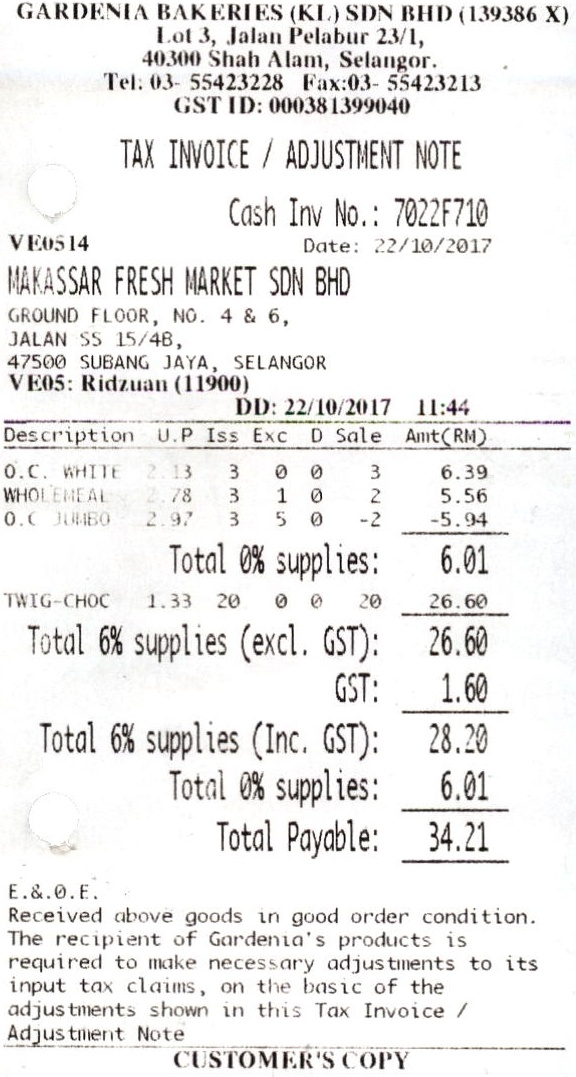 GARDENIA BAKERIES (KL) SDN BHD (139386 X)
Lot 3, Jalan Pelabur 23/1,
40300 Shah Alam, Selangor.
Tel: 03- 55423228 Fax:03- 55423213
GST ID: 000381399040
TAX INVOICE / ADJUSTMENT NOTE
Cash Inv No.: 7022F710
VE0514 Date: 22/10/2017
MAKASSAR FRESH MARKET SDN BHD
GROUND FLOOR, NO. 4 & 6,
JALAN SS 15/4B,
47500 SUBANG JAYA, SELANGOR
VE05: Ridzuan (11900)
DD: 22/10/2017 11:44
Description U.P Iss Exc D Sale Amt(RM)
O.C. WHITE 2.13 3 0 0 3 6.39
WHOLEMEAL 2.78 3 1 0 2 5.56
O.C JUMBO 2.97 3 5 0 -2 -5.94
Total 0% supplies: 6.01
TWIG-CHOC 1.33 20 0 0 20 26.60
Total 6% supplies (excl. GST): 26.60
GST: 1.60
Total 6% supplies (Inc. GST): 28.20
Total 0% supplies: 6.01
Total Payable: 34.21
E.&.O.E.
Received above goods in good order condition.
The recipient of Gardenia's products is
required to make necessary adjustments to its
input tax claims, on the basic of the
adjustments shown in this Tax Invoice /
Adjustment Note
CUSTOMER'S COPY